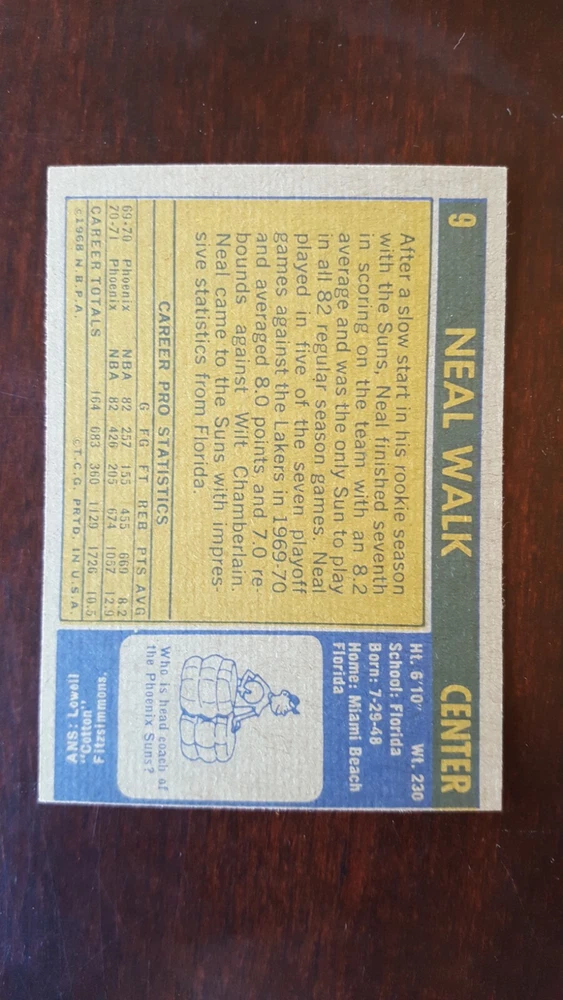 9 NEAL WALK CENTER
After a slow start in his rookie season
with the Suns, Neal finished seventh
in scoring on the team with an 8.2
average and was the only Sun to play
in all 82 regular season games. Neal
played in five of the seven playoff
games against the Lakers in 1969-70
and averaged 8.0 points and 7.0 re-
bounds against Wilt Chamberlain.
Neal came to the Suns with impres-
sive statistics from Florida.
CAREER PRO STATISTICS
G FG FT REB PTS AVG
69-70 Phoenix NBA 82 257 155 455 669 8.2
70-71 Phoenix NBA 82 426 205 674 1057 12.9
CAREER TOTALS 164 683 360 1129 1726 10.5
©1968 N.B.P.A. ©T.C.G. PRTD. IN U.S.A.
Ht. 6'10" Wt. 230
School: Florida
Born: 7-29-48
Home: Miami Beach
Florida
Who is head coach of
the Phoenix Suns?
ANS: Lowell
"Cotton"
Fitzsimmons.